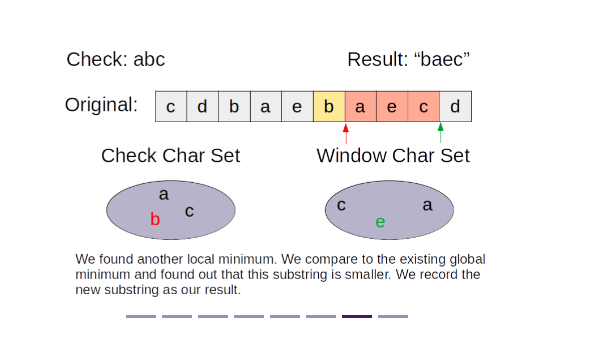 Check: abc Result: “baec”
Original: c d b a e b a e c d
Check Char Set Window Char Set
a
c
b
c a
e
We found another local minimum. We compare to the existing global
minimum and found out that this substring is smaller. We record the
new substring as our result.